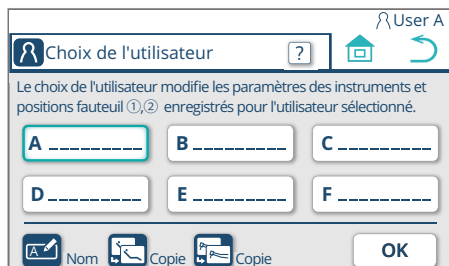 User A
Choix de l'utilisateur ?
Le choix de l'utilisateur modifie les paramètres des instruments et
positions fauteuil ①,② enregistrés pour l'utilisateur sélectionné.
A _________ B _________ C _________
D _________ E _________ F _________
A Nom Copie Copie OK